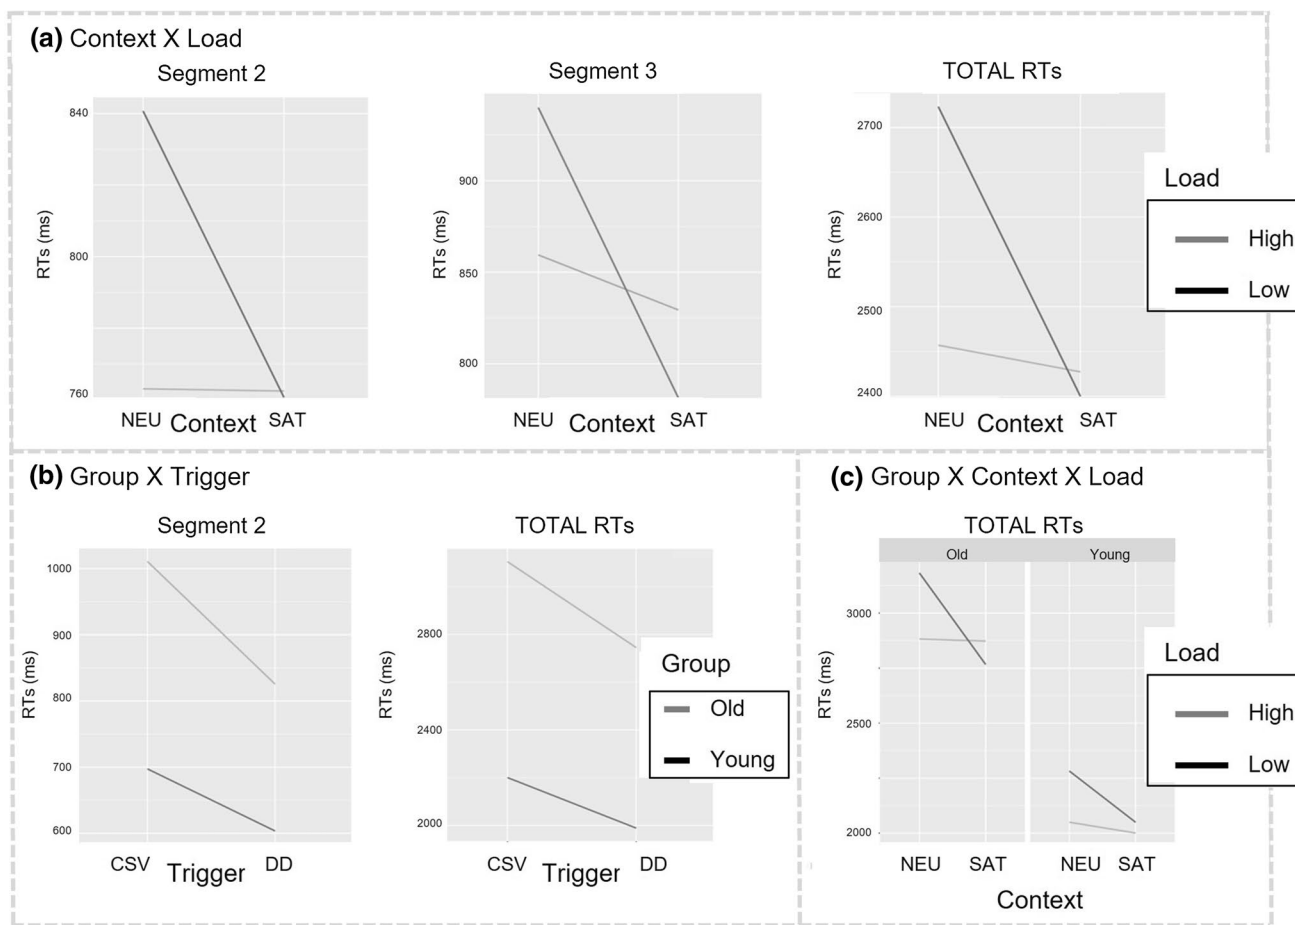 (a) Context X Load
Segment 2
Segment 3
TOTAL RTs
840
800
760
RTs (ms)
NEU Context SAT
900
850
800
RTs (ms)
NEU Context SAT
2700
2600
2500
2400
RTs (ms)
NEU Context SAT
Load
High
Low
(b) Group X Trigger
Segment 2
TOTAL RTs
1000
900
800
700
600
RTs (ms)
CSV Trigger DD
2800
2400
2000
RTs (ms)
CSV Trigger DD
Group
Old
Young
(c) Group X Context X Load
TOTAL RTs
Old Young
3000
2500
2000
RTs (ms)
NEU SAT NEU SAT
Context
Load
High
Low